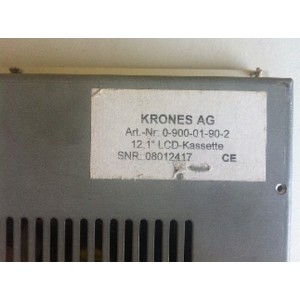 KRONES AG
Art.-Nr: 0-900-01-90-2
12,1" LCD-Kassette
SNR: 08012417 CE